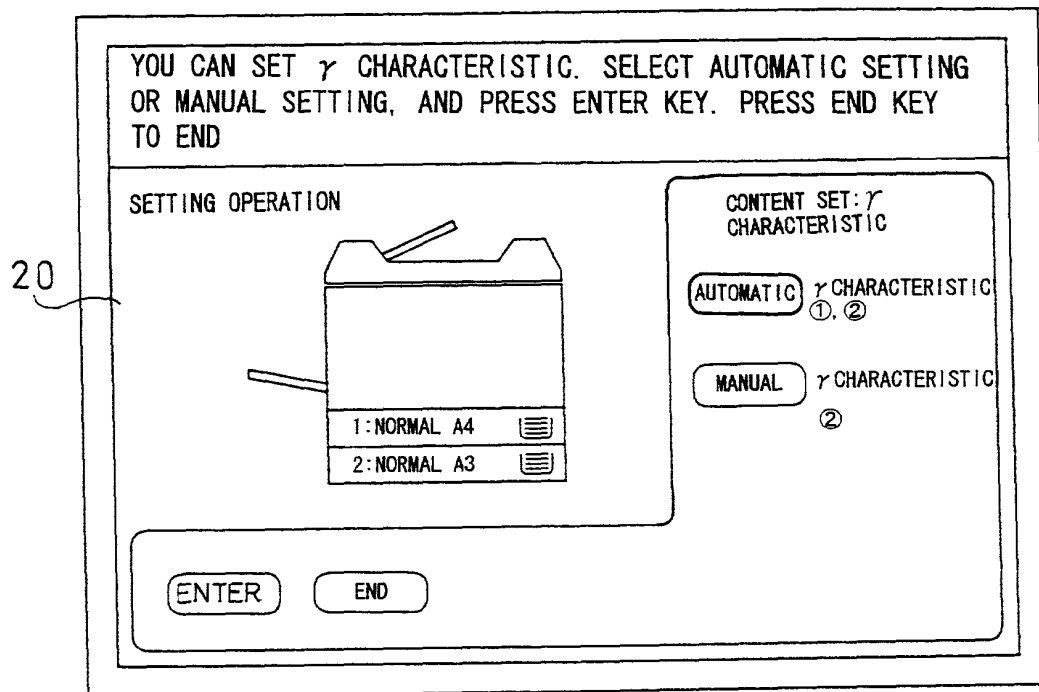 YOU CAN SET γ CHARACTERISTIC. SELECT AUTOMATIC SETTING
OR MANUAL SETTING, AND PRESS ENTER KEY. PRESS END KEY
TO END
SETTING OPERATION
20
1:NORMAL A4
2:NORMAL A3
CONTENT SET:γ
CHARACTERISTIC
AUTOMATIC γ CHARACTERISTIC
①, ②
MANUAL γ CHARACTERISTIC
②
ENTER END